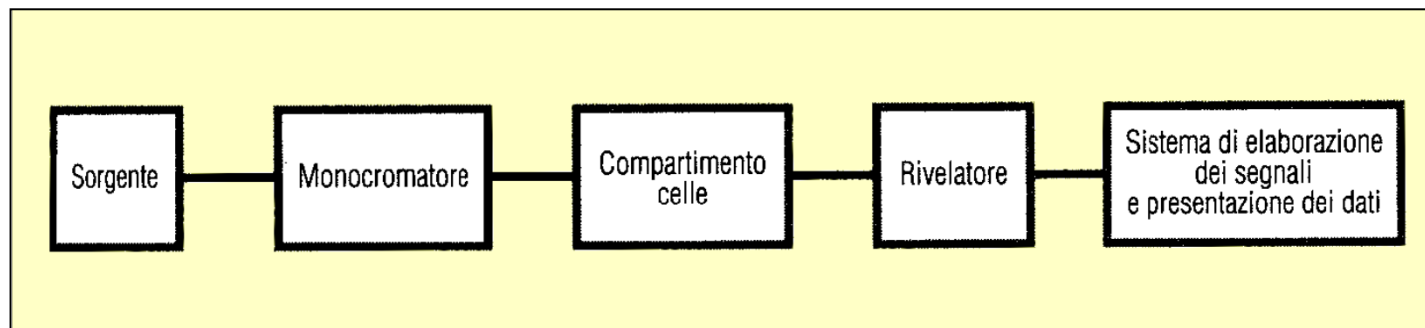 Sorgente
Monocromatore
Compartimento
celle
Rivelatore
Sistema di elaborazione
dei segnali
e presentazione dei dati